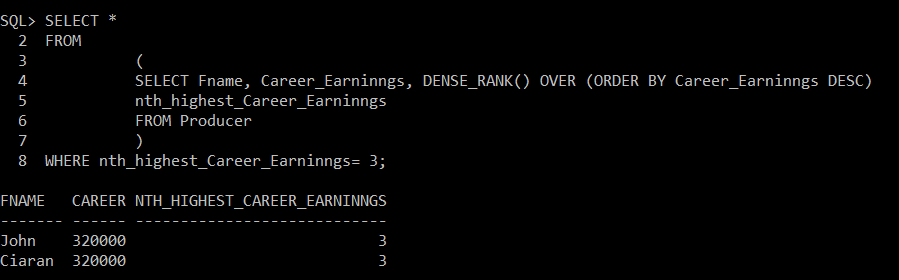 SQL> SELECT *
2 FROM
3 (
4 SELECT Fname, Career_Earninngs, DENSE_RANK() OVER (ORDER BY Career_Earninngs DESC)
5 nth_highest_Career_Earninngs
6 FROM Producer
7 )
8 WHERE nth_highest_Career_Earninngs= 3;
FNAME CAREER NTH_HIGHEST_CAREER_EARNINNGS
------- ------ ----------------------------
John 320000 3
Ciaran 320000 3